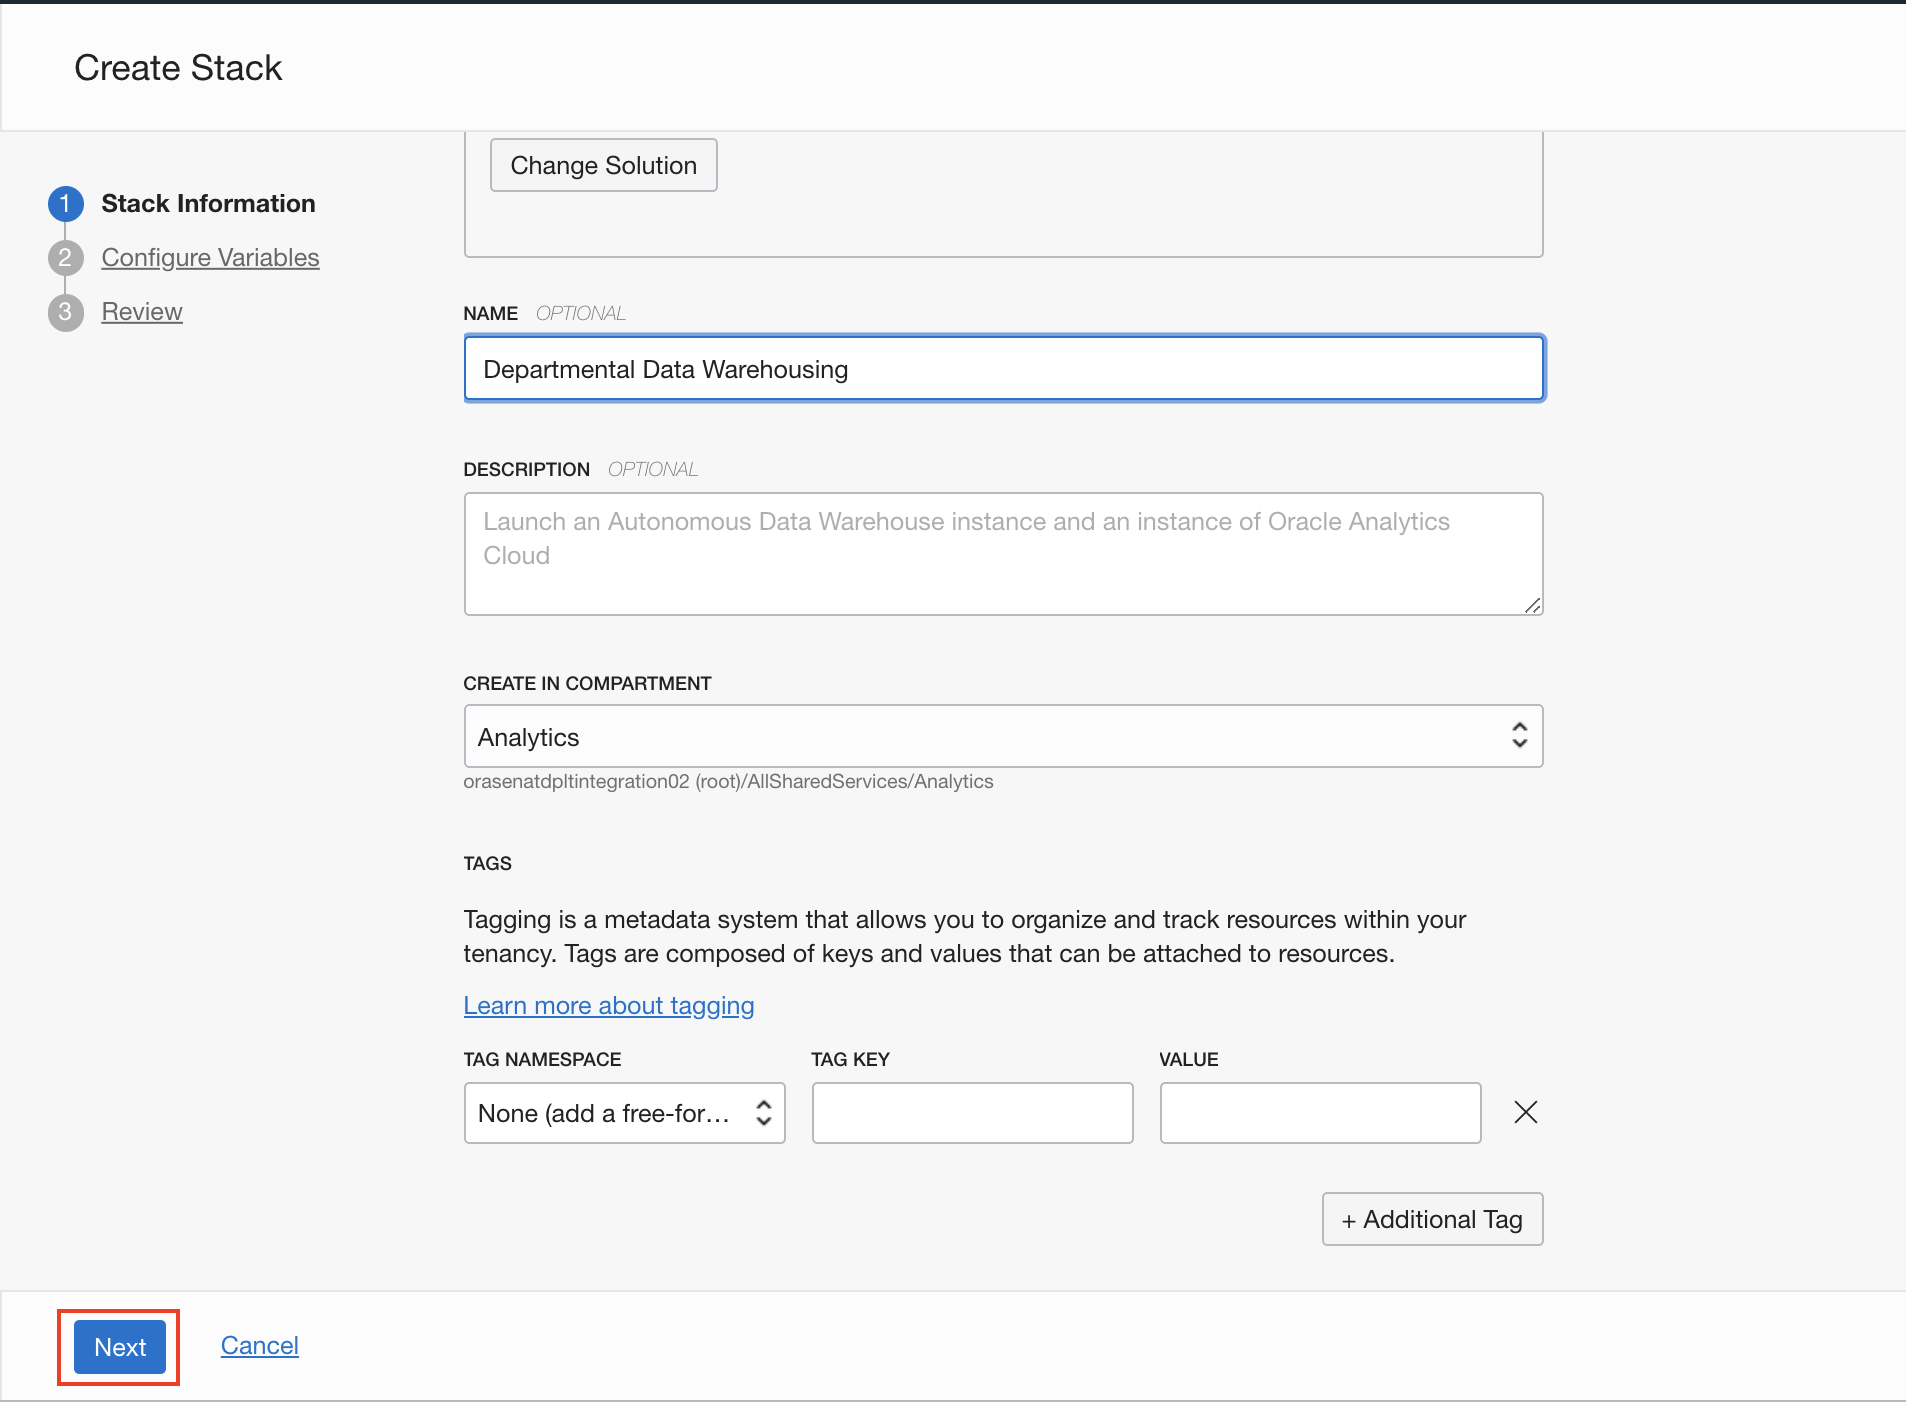 Create Stack
1 Stack Information
2 Configure Variables
3 Review
Change Solution
NAME OPTIONAL
Departmental Data Warehousing
DESCRIPTION OPTIONAL
Launch an Autonomous Data Warehouse instance and an instance of Oracle Analytics
Cloud
CREATE IN COMPARTMENT
Analytics
orasenatdpltintegration02 (root)/AllSharedServices/Analytics
TAGS
Tagging is a metadata system that allows you to organize and track resources within your
tenancy. Tags are composed of keys and values that can be attached to resources.
Learn more about tagging
TAG NAMESPACE TAG KEY VALUE
None (add a free-for...
+ Additional Tag
Next Cancel